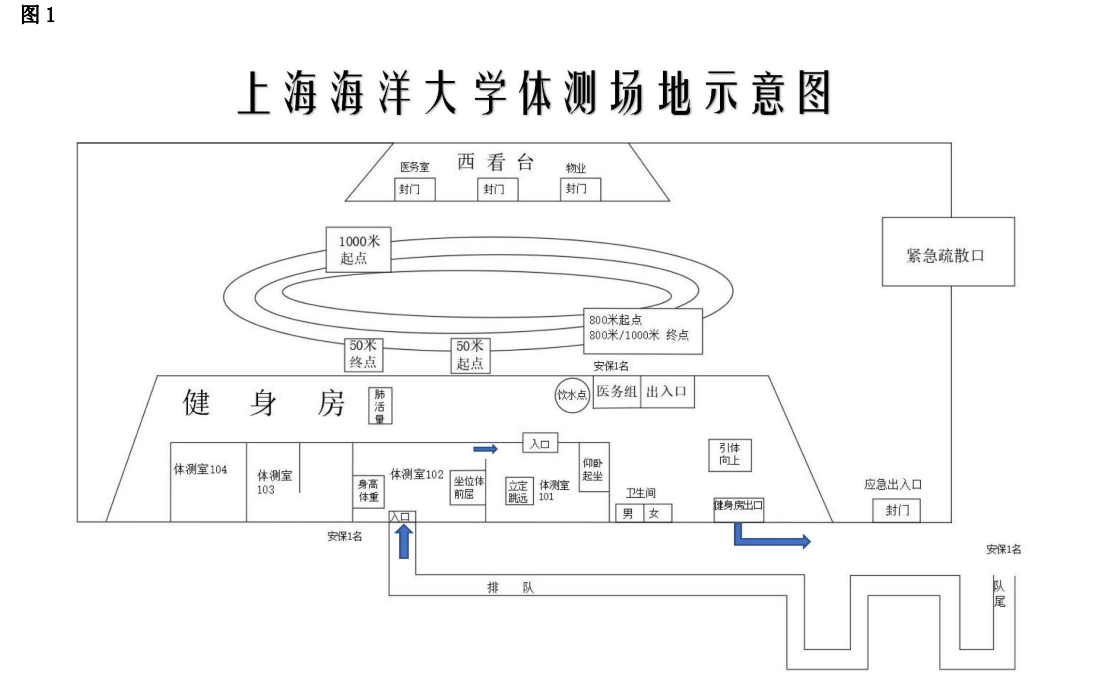 图 1
上海海洋大学体测场地示意图
医务室
西看台
物业
封门
封门
封门
紧急疏散口
1000米
起点
800米起点
800米/1000米 终点
50米
终点
50米
起点
安保1名
健身房
肺
活
量
饮水点
医务组
出入口
入口
体测室104
体测室
103
身高
体重
体测室102
坐位体
前屈
立定
跳远
体测室
101
仰卧
起坐
引体
向上
卫生间
男
女
健身房出口
应急出入口
封门
入口
安保1名
安保1名
排 队
队
尾